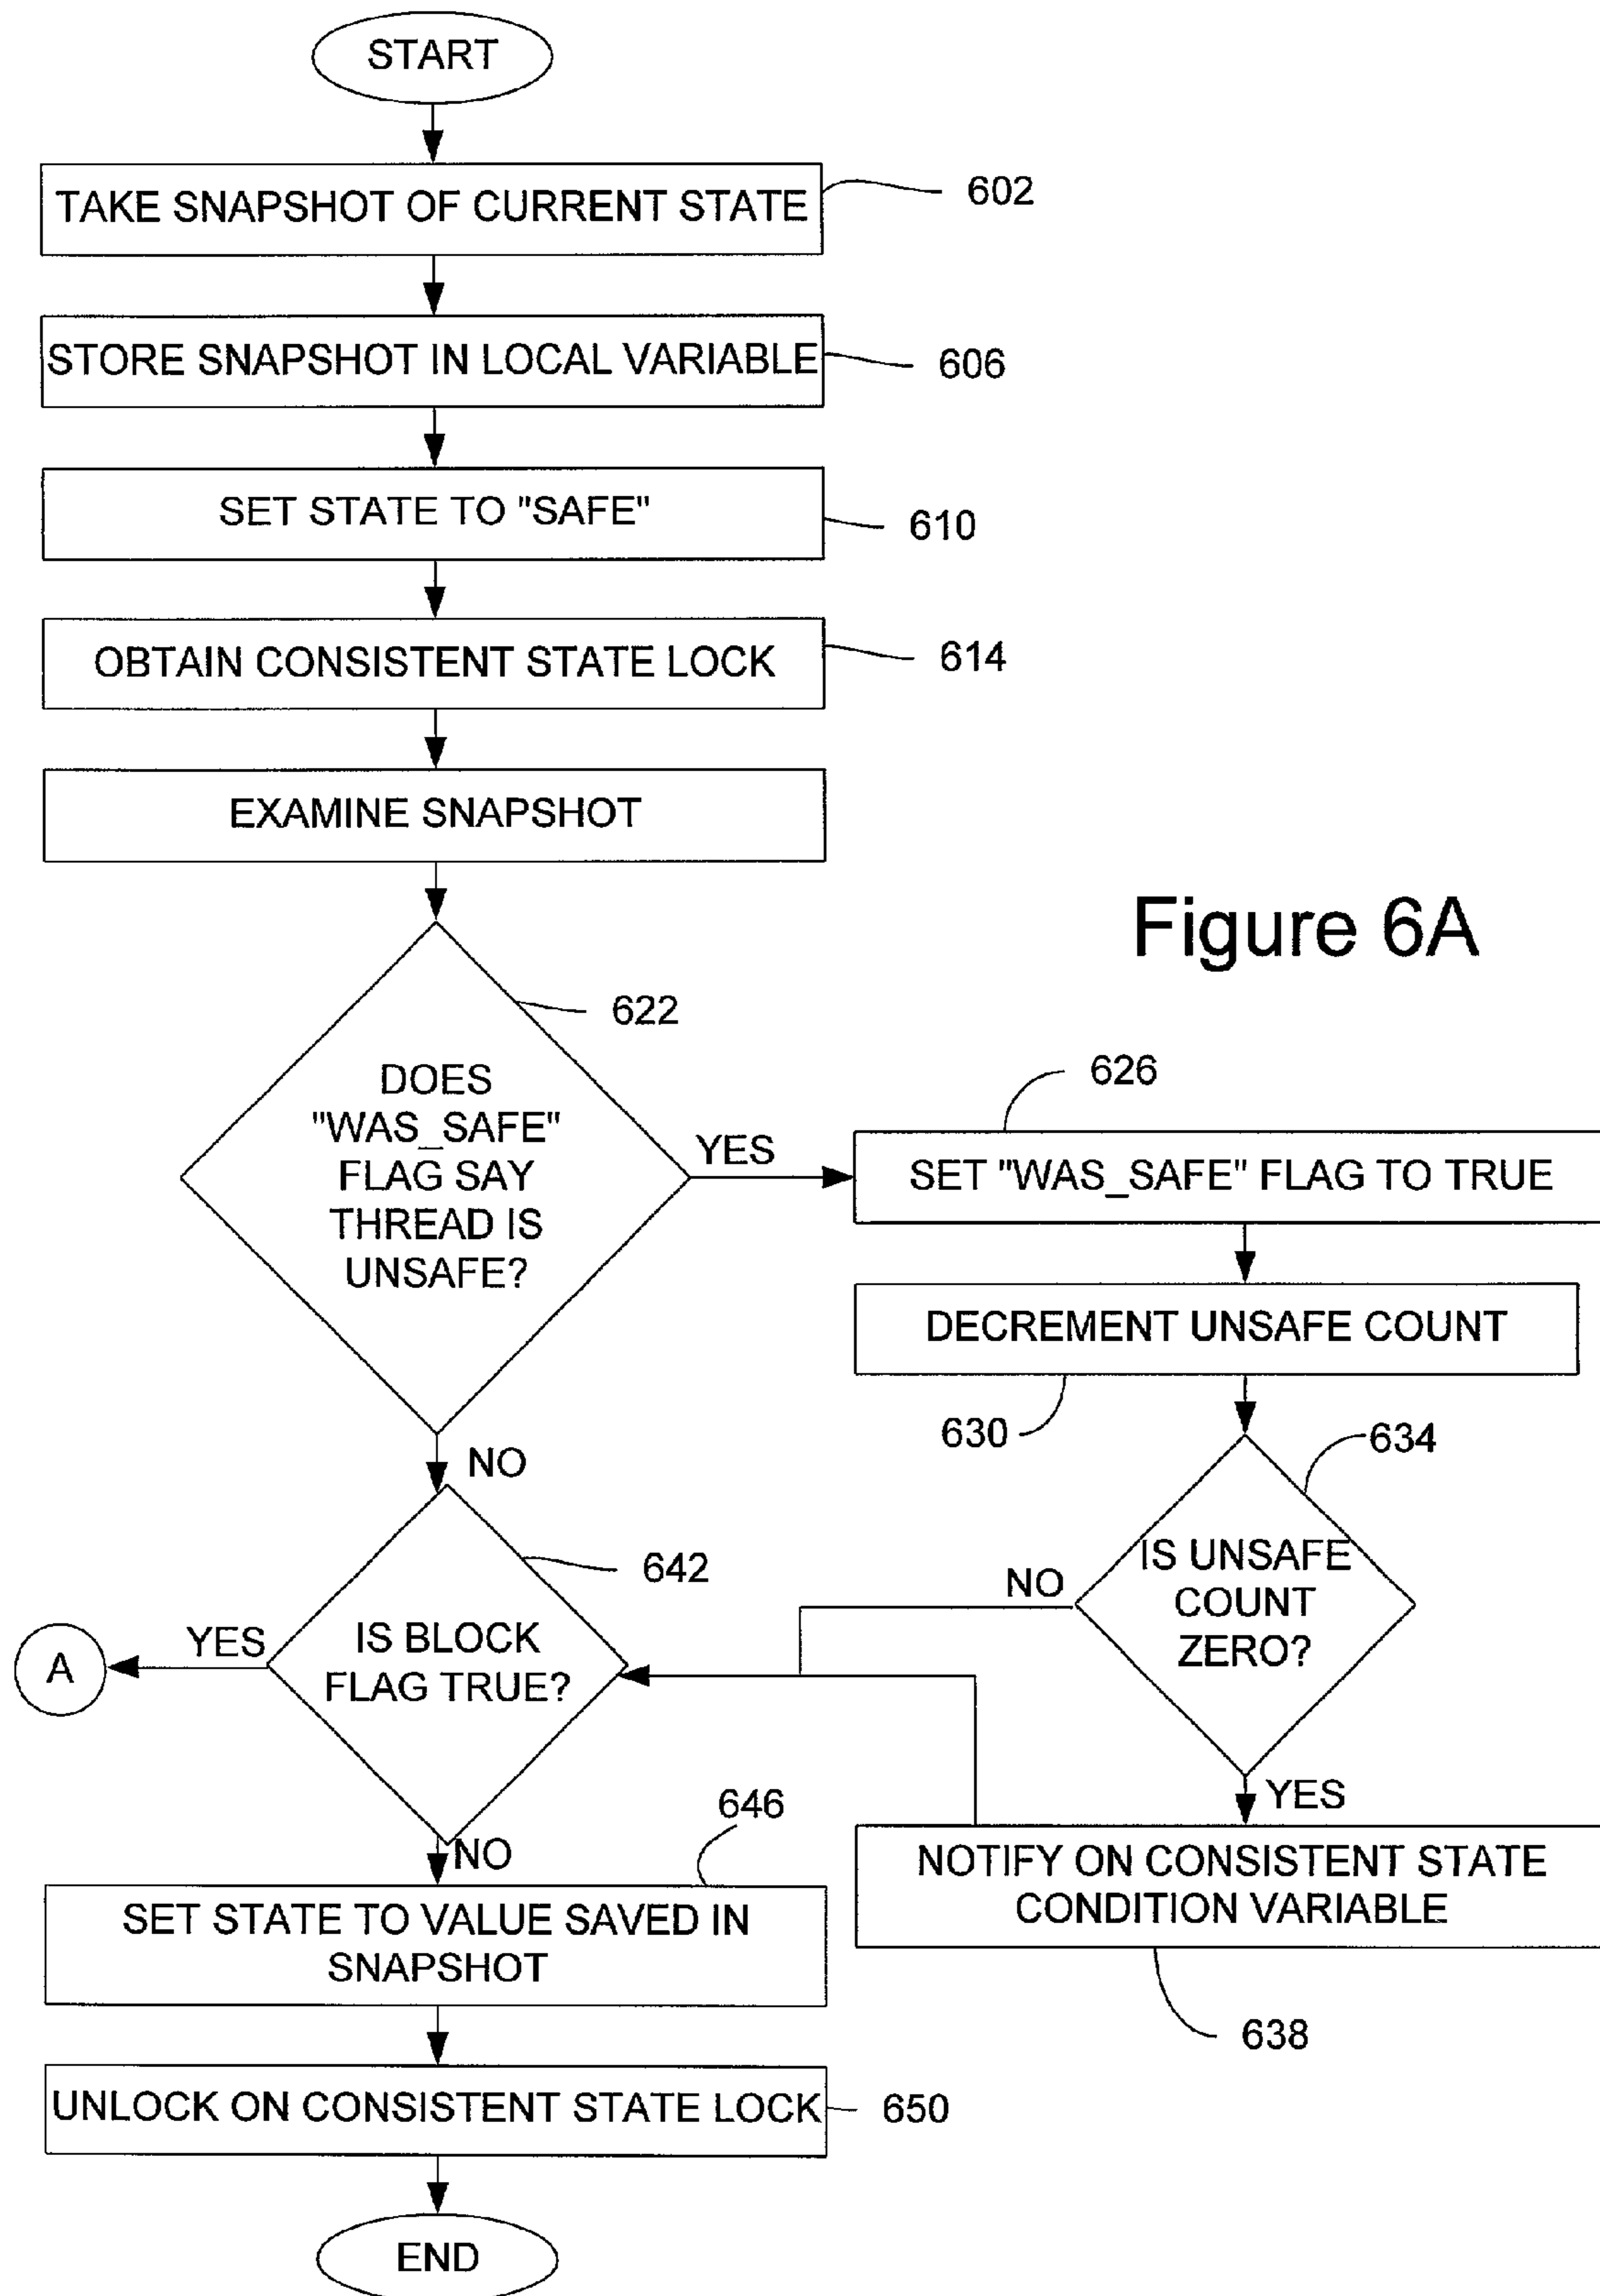 START
TAKE SNAPSHOT OF CURRENT STATE
602
STORE SNAPSHOT IN LOCAL VARIABLE
606
SET STATE TO "SAFE"
610
OBTAIN CONSISTENT STATE LOCK
614
EXAMINE SNAPSHOT
Figure 6A
622
DOES
"WAS_SAFE"
FLAG SAY
THREAD IS
UNSAFE?
YES
626
SET "WAS_SAFE" FLAG TO TRUE
DECREMENT UNSAFE COUNT
630
634
NO
IS UNSAFE
COUNT
ZERO?
NO
642
IS BLOCK
FLAG TRUE?
YES
A
YES
NOTIFY ON CONSISTENT STATE
CONDITION VARIABLE
638
NO
646
SET STATE TO VALUE SAVED IN
SNAPSHOT
UNLOCK ON CONSISTENT STATE LOCK
650
END